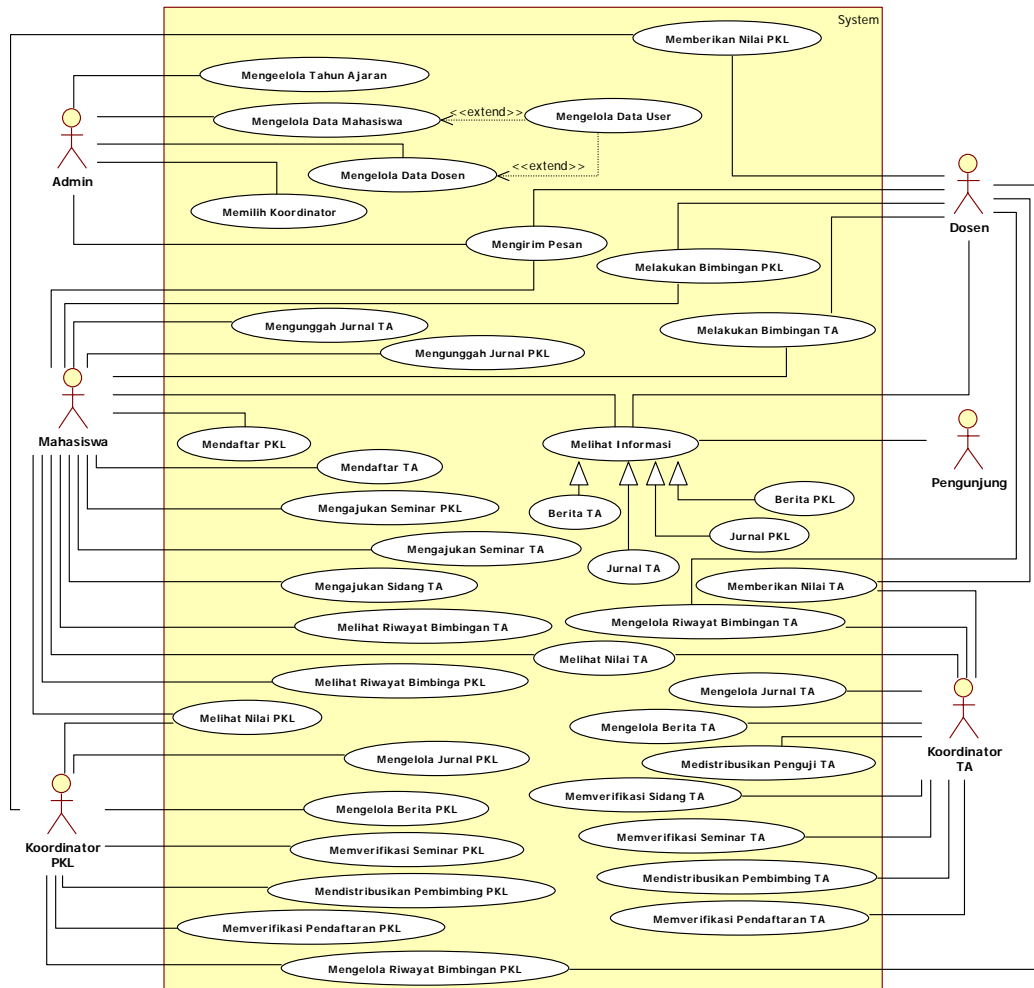 System
Memberikan Nilai PKL
Mengeelola Tahun Ajaran
Mengelola Data Mahasiswa
<<extend>>
Mengelola Data User
<<extend>>
Mengelola Data Dosen
Admin
Memilih Koordinator
Dosen
Mengirim Pesan
Melakukan Bimbingan PKL
Mengunggah Jurnal TA
Melakukan Bimbingan TA
Mengunggah Jurnal PKL
Mahasiswa
Mendaftar PKL
Melihat Informasi
Mendaftar TA
Pengunjung
Berita PKL
Mengajukan Seminar PKL
Berita TA
Jurnal PKL
Mengajukan Seminar TA
Jurnal TA
Mengajukan Sidang TA
Memberikan Nilai TA
Melihat Riwayat Bimbingan TA
Mengelola Riwayat Bimbingan TA
Melihat Nilai TA
Melihat Riwayat Bimbinga PKL
Mengelola Jurnal TA
Melihat Nilai PKL
Mengelola Berita TA
Koordinator
TA
Mengelola Jurnal PKL
Medistribusikan Penguji TA
Memverifikasi Sidang TA
Mengelola Berita PKL
Koordinator
PKL
Memverifikasi Seminar TA
Memverifikasi Seminar PKL
Mendistribusikan Pembimbing TA
Mendistribusikan Pembimbing PKL
Memverifikasi Pendaftaran TA
Memverifikasi Pendaftaran PKL
Mengelola Riwayat Bimbingan PKL